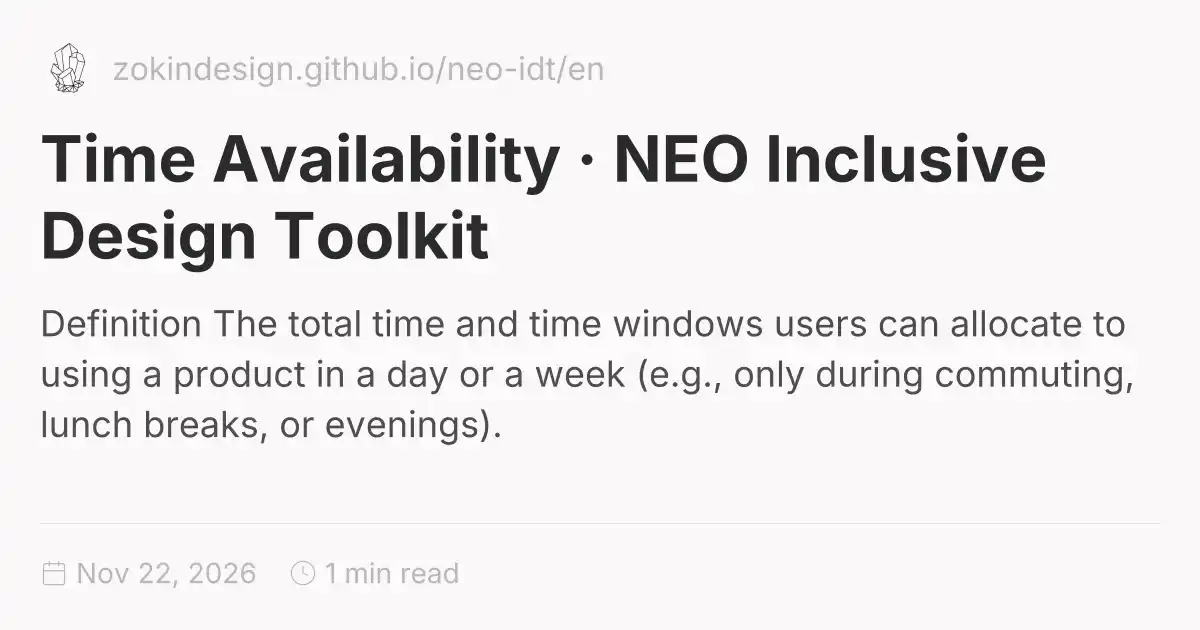 zokindesign.github.io/neo-idt/en
Time Availability · NEO Inclusive
Design Toolkit
Definition The total time and time windows users can allocate to
using a product in a day or a week (e.g., only during commuting,
lunch breaks, or evenings).
Nov 22, 2026 1 min read